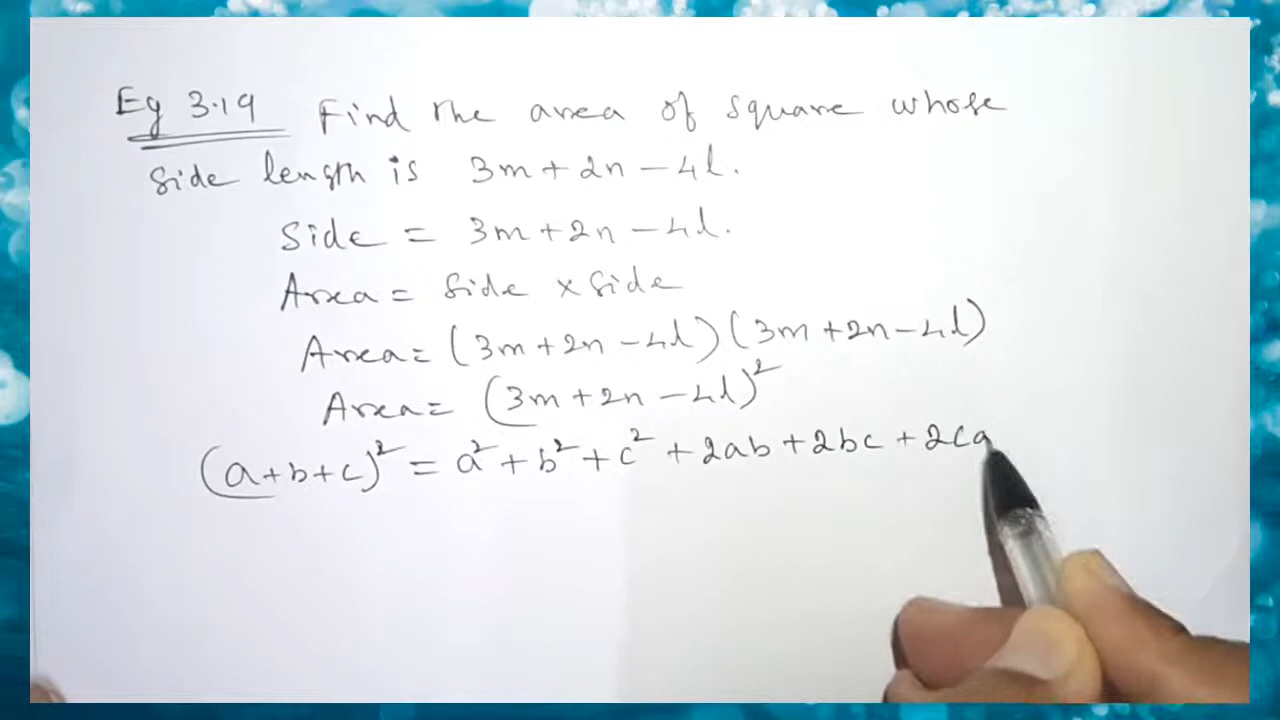 Eg 3.19 Find the area of square whose
side length is 3m + 2n - 4l.
Side = 3m + 2n - 4l.
Area = Side × Side
Area = (3m + 2n - 4l) (3m + 2n - 4l)
Area = (3m + 2n - 4l)²
(a+b+c)² = a² + b² + c² + 2ab + 2bc + 2ca